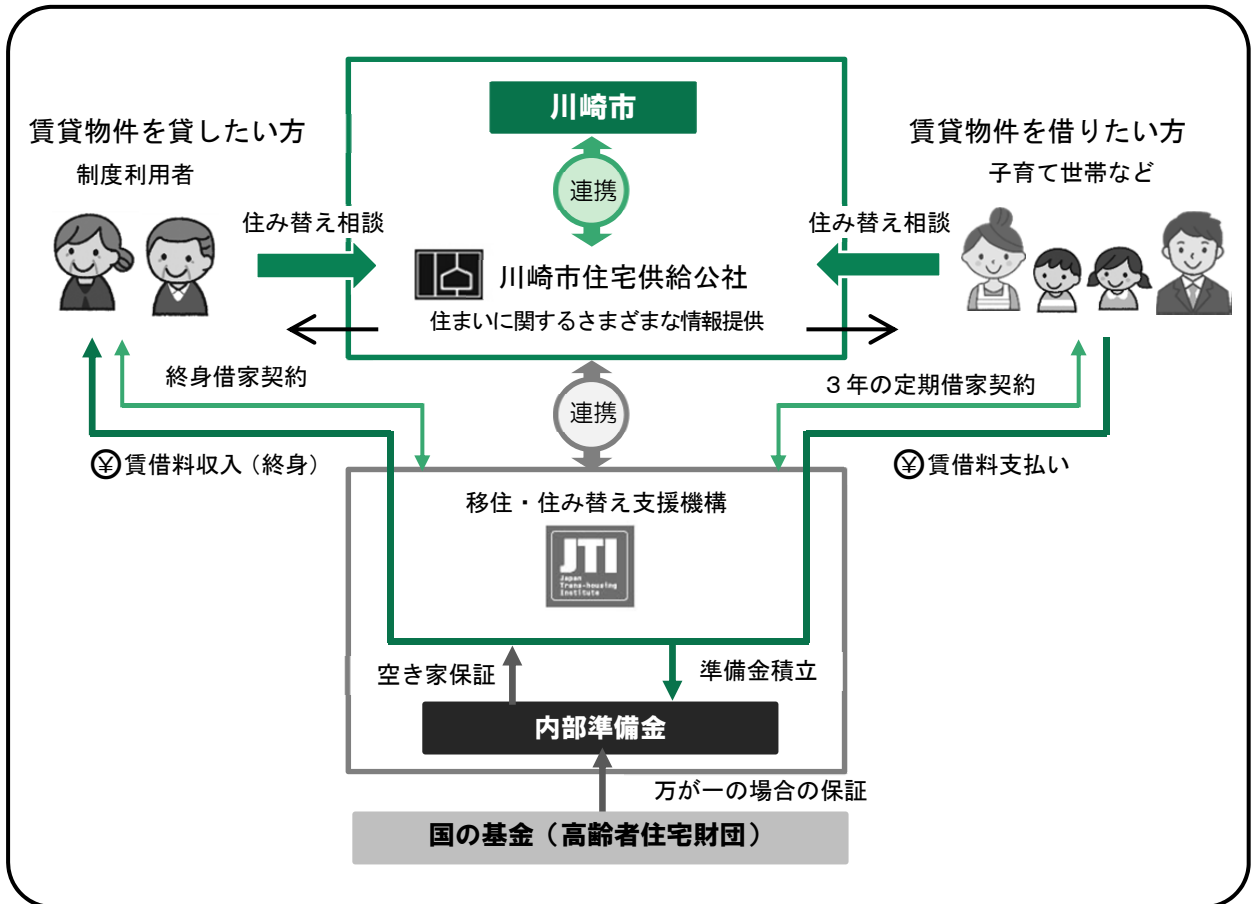 川崎市
賃貸物件を貸したい方
制度利用者
賃貸物件を借りたい方
子育て世帯など
連携
住み替え相談
住み替え相談
川崎市住宅供給公社
住まいに関するさまざまな情報提供
終身借家契約
連携
３年の定期借家契約
¥賃借料収入（終身）
¥賃借料支払い
移住・住み替え支援機構
JTI
Japan
Trans-housing
Institute
空き家保証
準備金積立
内部準備金
万が一の場合の保証
国の基金（高齢者住宅財団）